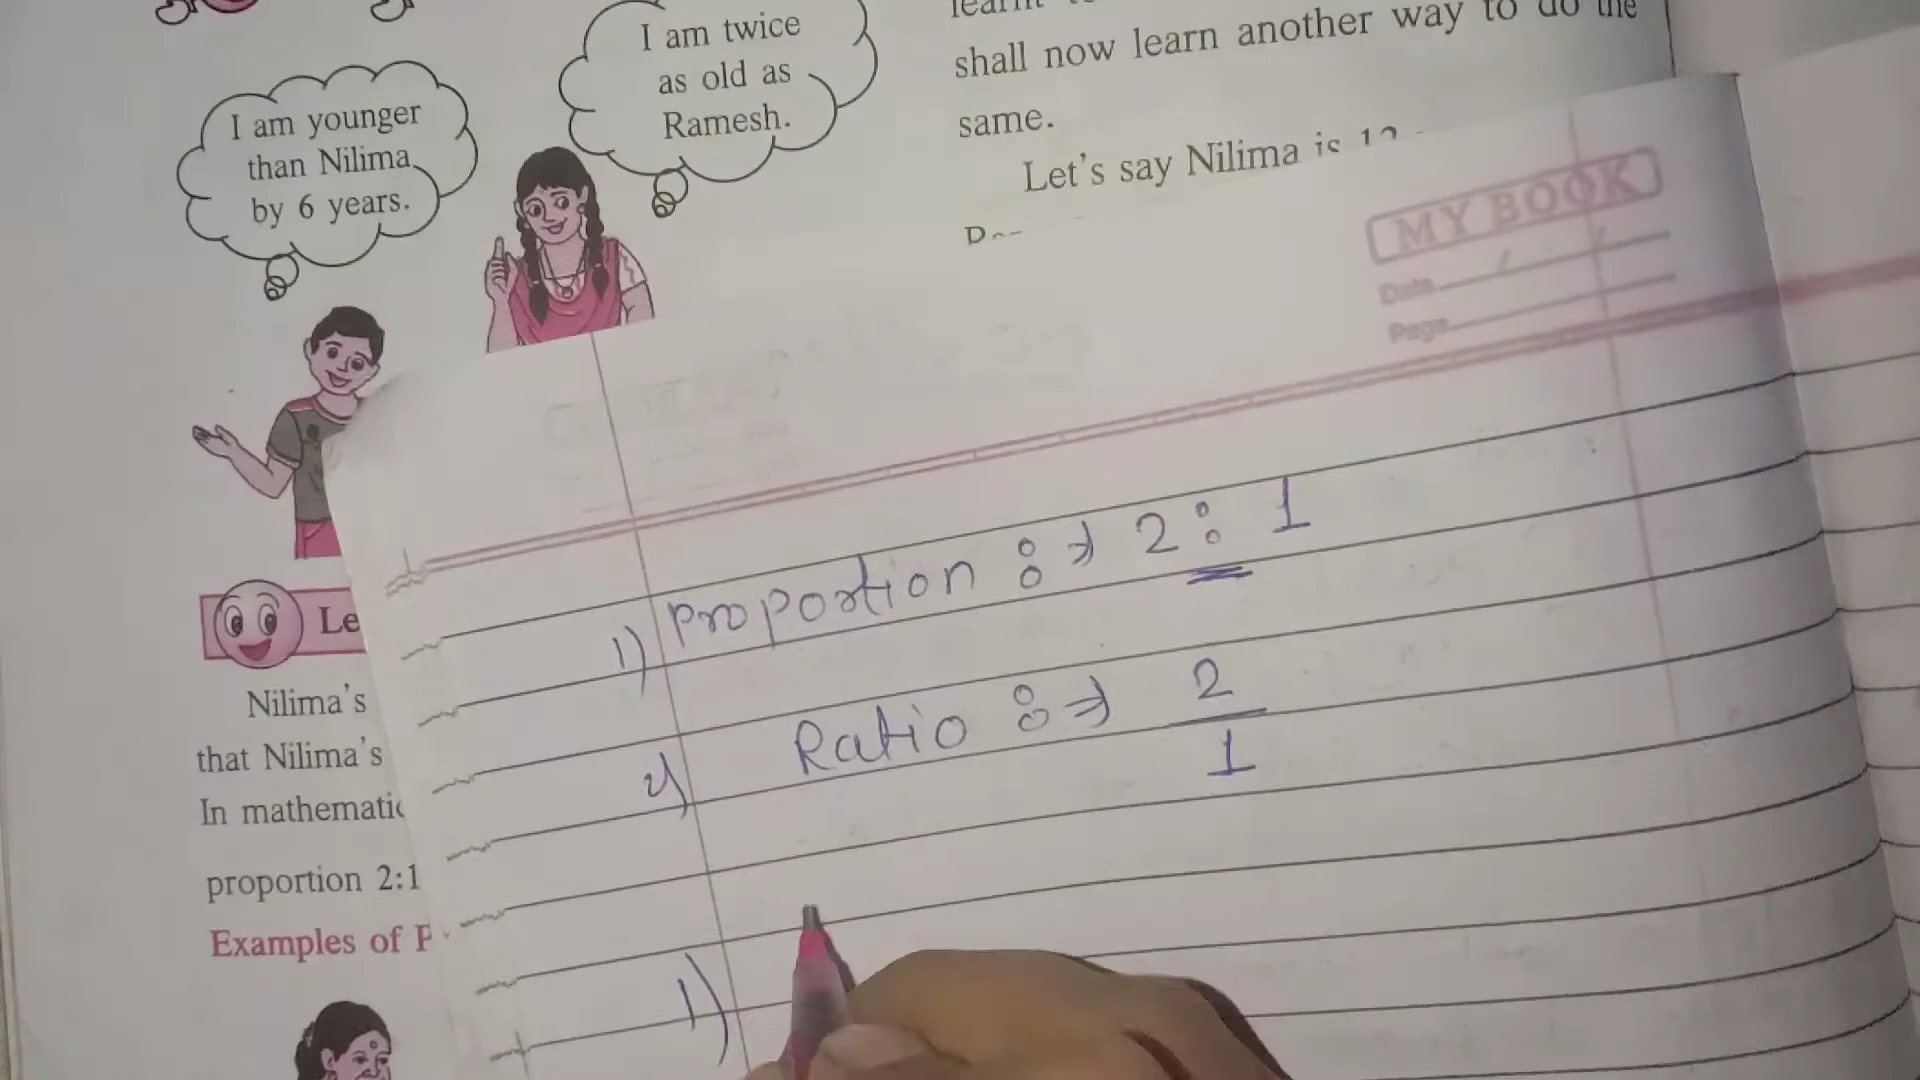 I am twice
as old as
Ramesh.
I am younger
than Nilima
by 6 years.
shall now learn another way to do the
same.
Let's say Nilima is
MY BOOK
Date
Page
1) Proportion : ⇒ 2 : 1
2) Ratio : ⇒ 2/1
1)
Nilima's
that Nilima's
In
proportion 2:1
Examples of